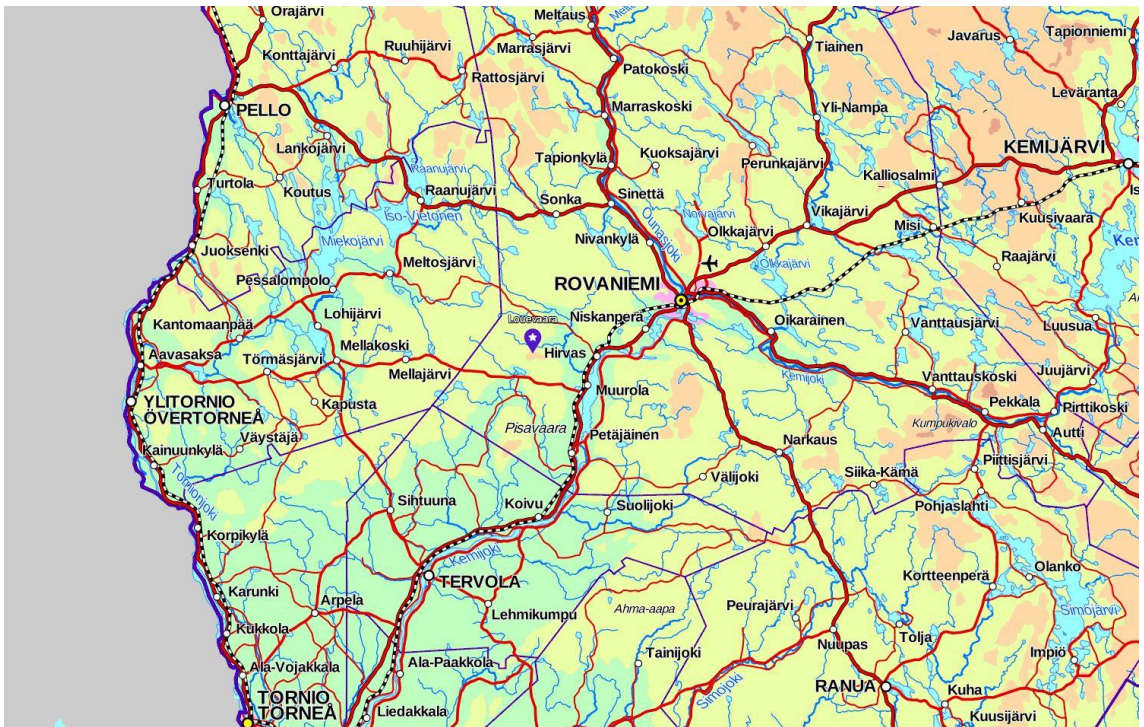 Orajärvi
Meltaus
Javarus
Tapionniemi
Konttajärvi
Ruuhijärvi
Marrasjärvi
Tiainen
Rattosjärvi
Patokoski
Leväranta
PELLO
Marraskoski
Yli-Nampa
Lankojärvi
KEMIJÄRVI
Tapionkylä
Kuoksajärvi
Perunkajärvi
Raanujärvi
Koutus
Turtola
Raanujärvi
Sinettä
Kalliosalmi
Sonka
Iso-Vietonen
Norvajärvi
Ounasjoki
Vikajärvi
Kuusivaara
Misi
Miekojärvi
Juoksenki
Nivankylä
Olkkajärvi
Olkkajärvi
Raajärvi
Meltosjärvi
Pessalompolo
ROVANIEMI
Niskanperä
Louevaara
Kantomaanpää
Lohijärvi
Oikarainen
Vanttausjärvi
Luusua
Aavasaksa
Törmäsjärvi
Mellakoski
Hirvas
Mellajärvi
Kemijoki
Vanttauskoski
Juujärvi
Muurola
YLITORNIO
ÖVERTORNEÅ
Kapusta
Pekkala
Pirttikoski
Kumpukivalo
Autti
Pisavaara
Väystäjä
Petäjäinen
Narkaus
Kainuunkylä
Piittisjärvi
Siika-Kämä
Välijoki
Tornionjoki
Sihtuuna
Koivu
Suolijoki
Pohjaslahti
Korpikylä
Kemijoki
TERVOLA
Olanko
Kortteenperä
Karunki
Arpela
Lehmikumpu
Ahma-aapa
Peurajärvi
Simojärvi
Kukkola
Tolja
Nuupas
Impiö
Ala-Vojakkala
Ala-Paakkola
Tainijoki
Simojoki
RANUA
Kuha
TORNIO
TORNEÅ
Liedakkala
Kuusijärvi